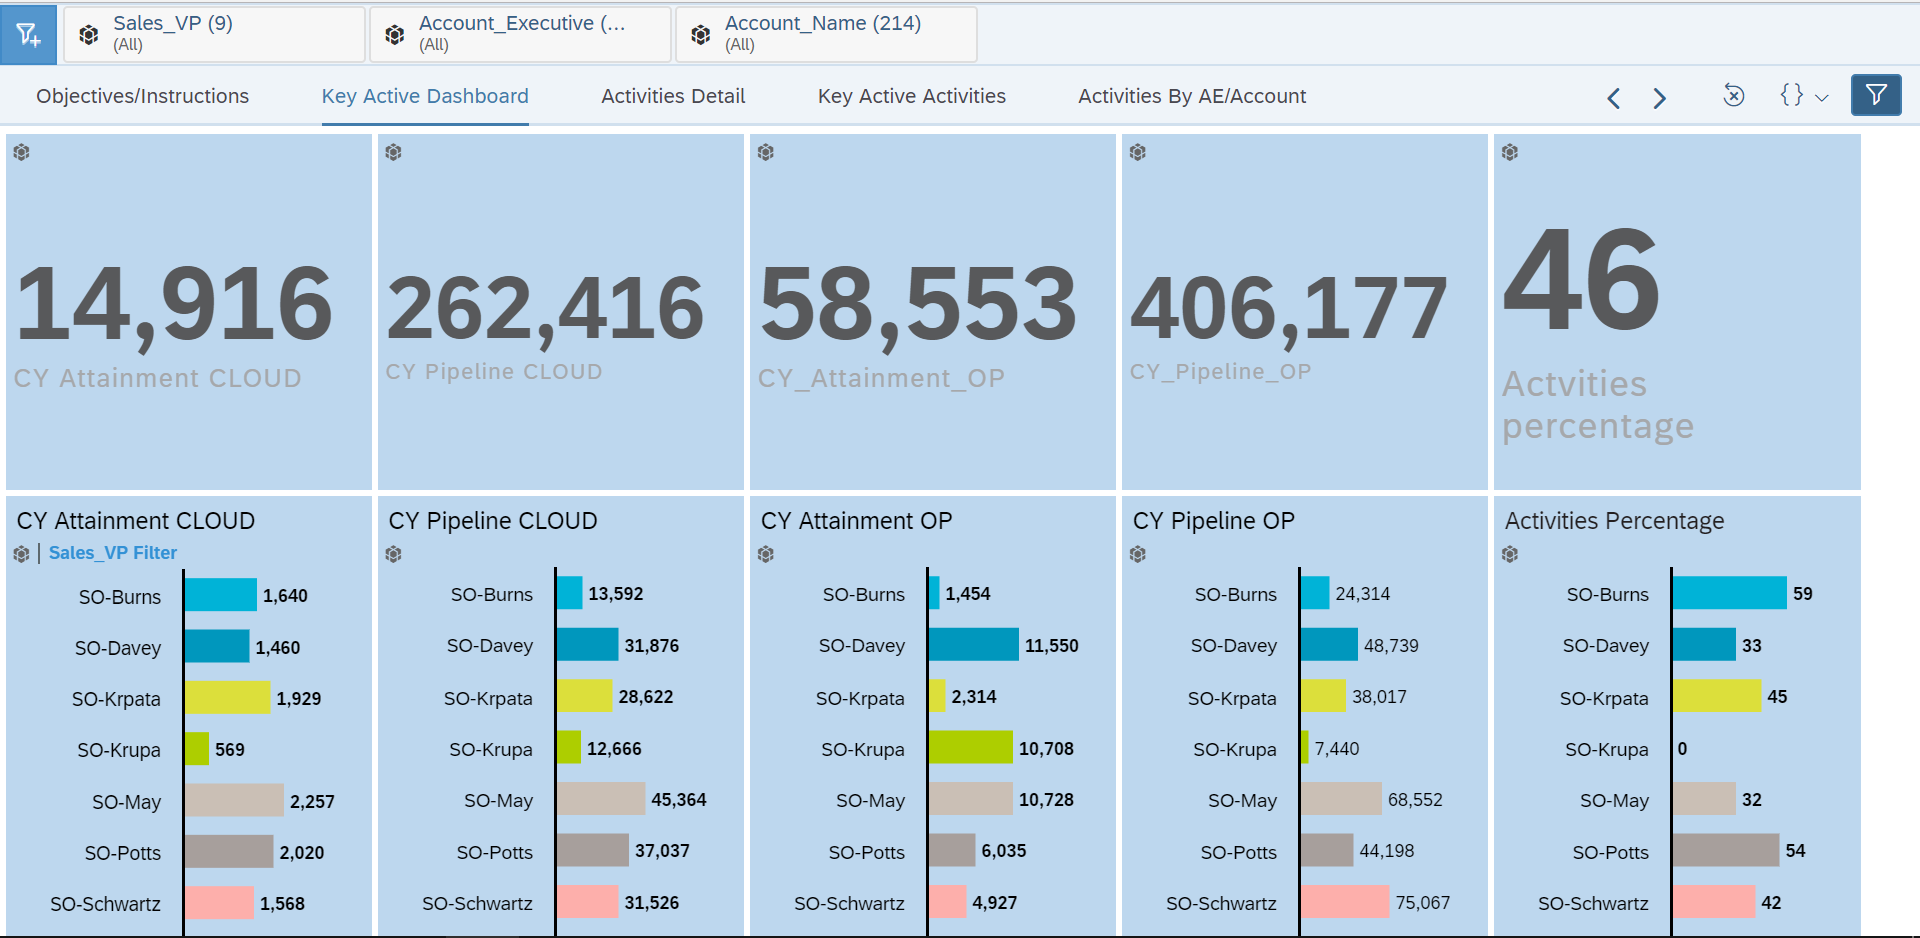 Sales_VP (9)
(All)
Account_Executive (...
(All)
Account_Name (214)
(All)
Objectives/Instructions
Key Active Dashboard
Activities Detail
Key Active Activities
Activities By AE/Account
14,916
CY Attainment CLOUD
262,416
CY Pipeline CLOUD
58,553
CY_Attainment_OP
406,177
CY_Pipeline_OP
46
Actvities
percentage
CY Attainment CLOUD
Sales_VP Filter
SO-Burns 1,640
SO-Davey 1,460
SO-Krpata 1,929
SO-Krupa 569
SO-May 2,257
SO-Potts 2,020
SO-Schwartz 1,568
CY Pipeline CLOUD
SO-Burns 13,592
SO-Davey 31,876
SO-Krpata 28,622
SO-Krupa 12,666
SO-May 45,364
SO-Potts 37,037
SO-Schwartz 31,526
CY Attainment OP
SO-Burns 1,454
SO-Davey 11,550
SO-Krpata 2,314
SO-Krupa 10,708
SO-May 10,728
SO-Potts 6,035
SO-Schwartz 4,927
CY Pipeline OP
SO-Burns 24,314
SO-Davey 48,739
SO-Krpata 38,017
SO-Krupa 7,440
SO-May 68,552
SO-Potts 44,198
SO-Schwartz 75,067
Activities Percentage
SO-Burns 59
SO-Davey 33
SO-Krpata 45
SO-Krupa 0
SO-May 32
SO-Potts 54
SO-Schwartz 42